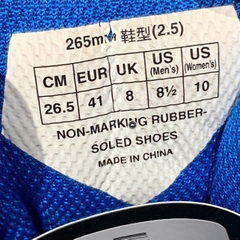 265mm 鞋型(2.5)
CM EUR UK US (Men's) US (Women's)
26.5 41 8 8½ 10
NON-MARKING RUBBER-
SOLED SHOES
MADE IN CHINA